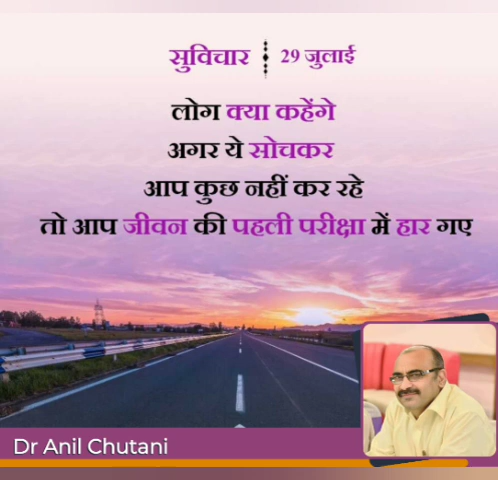 सुविचार 29 जुलाई
लोग क्या कहेंगे
अगर ये सोचकर
आप कुछ नहीं कर रहे
तो आप जीवन की पहली परीक्षा में हार गए
Dr Anil Chutani